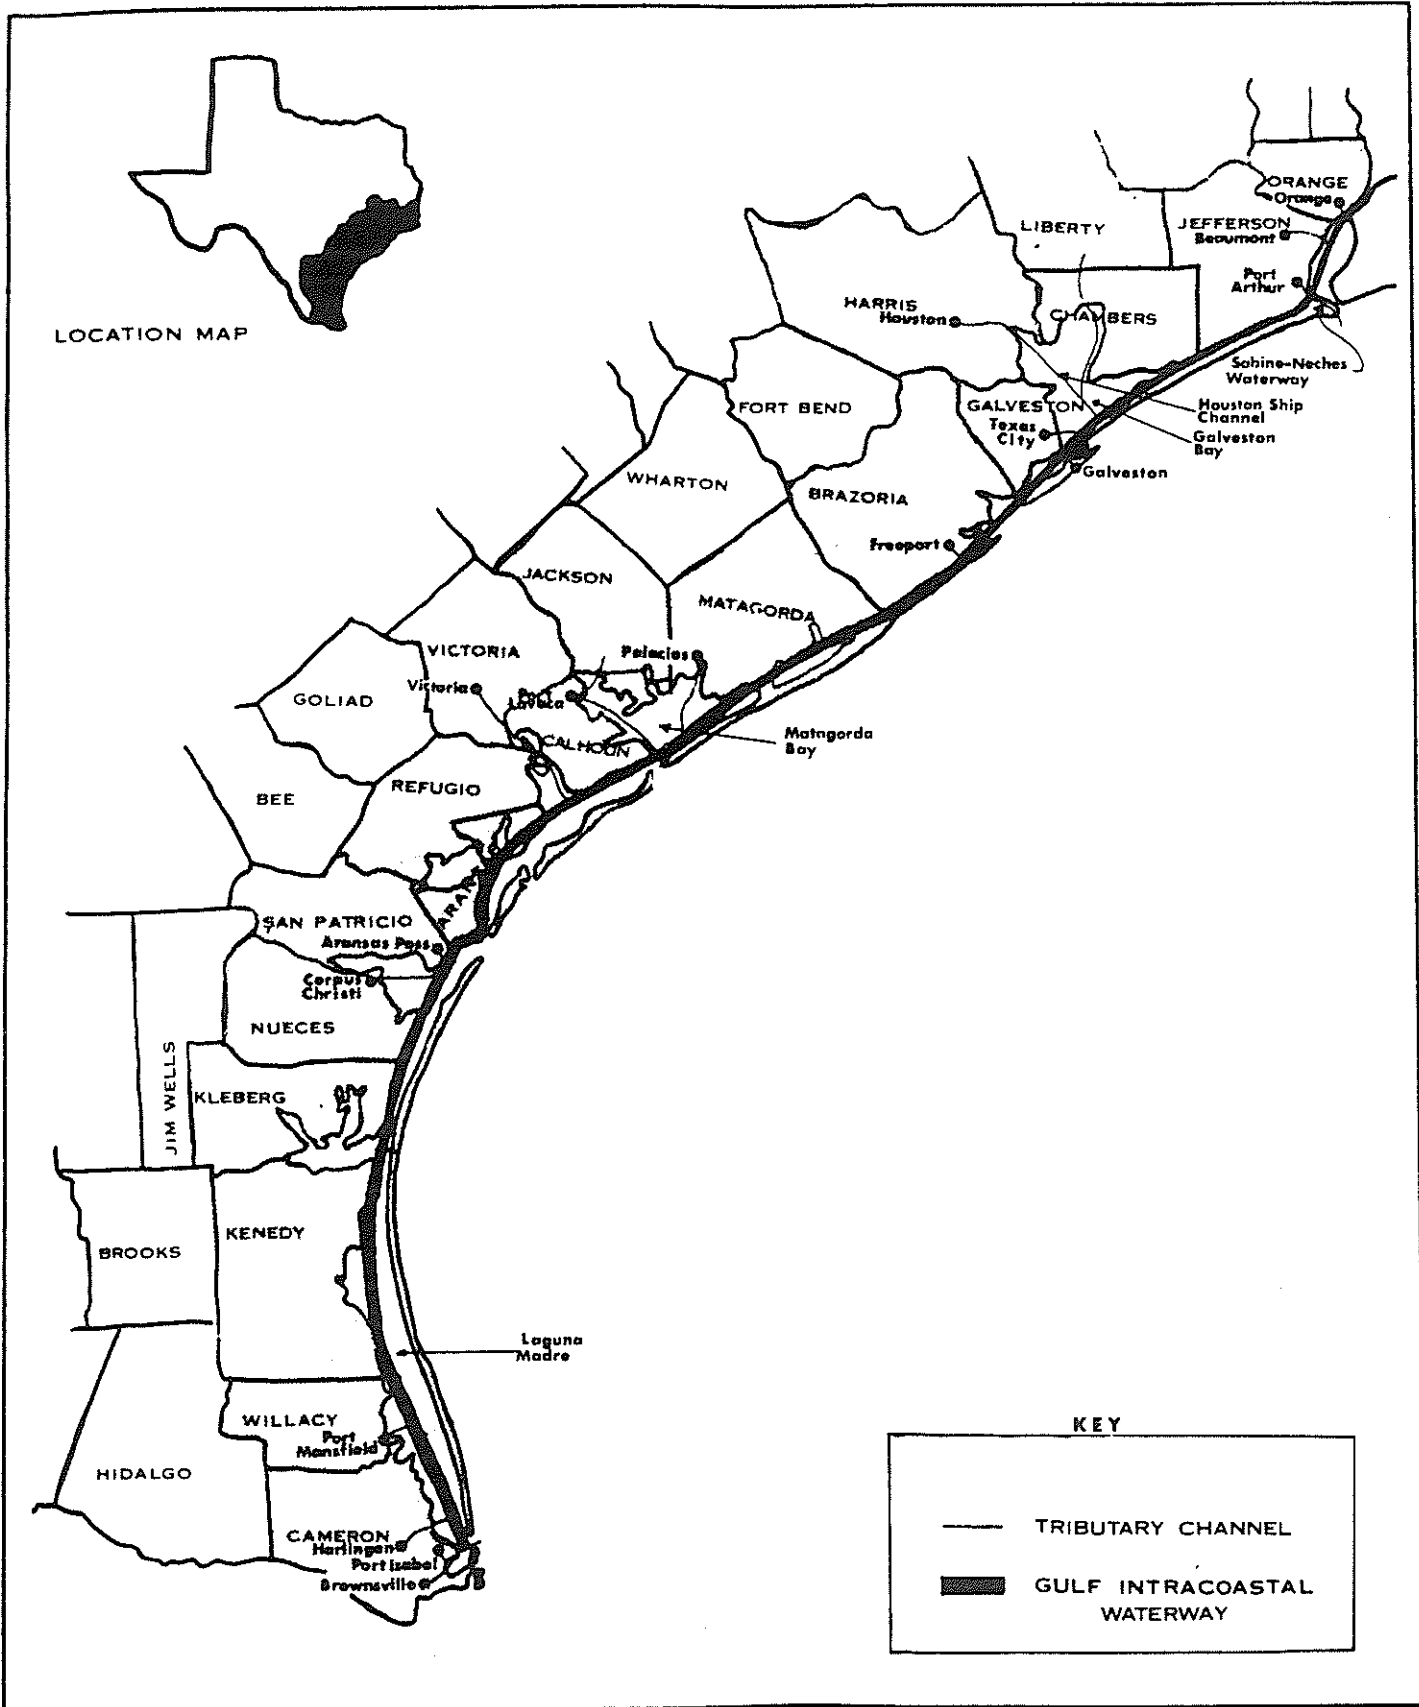 LOCATION MAP
ORANGE
Orange
LIBERTY
JEFFERSON
Beaumont
Port
Arthur
HARRIS
Houston
CHAMBERS
Sabine-Neches
Waterway
FORT BEND
GALVESTON
Houston Ship
Channel
Texas
City
Galveston
Bay
Galveston
WHARTON
BRAZORIA
Freeport
JACKSON
MATAGORDA
VICTORIA
Palacios
Victoria
Port
Lavaca
GOLIAD
Matagorda
Bay
CALHOUN
REFUGIO
BEE
ARAN
SAN PATRICIO
Aransas Pass
Corpus
Christi
NUECES
JIM WELLS
KLEBERG
KENEDY
BROOKS
Laguna
Madre
WILLACY
Port
Mansfield
HIDALGO
CAMERON
Harlingen
Port Isabel
Brownsville
KEY
TRIBUTARY CHANNEL
GULF INTRACOASTAL
WATERWAY